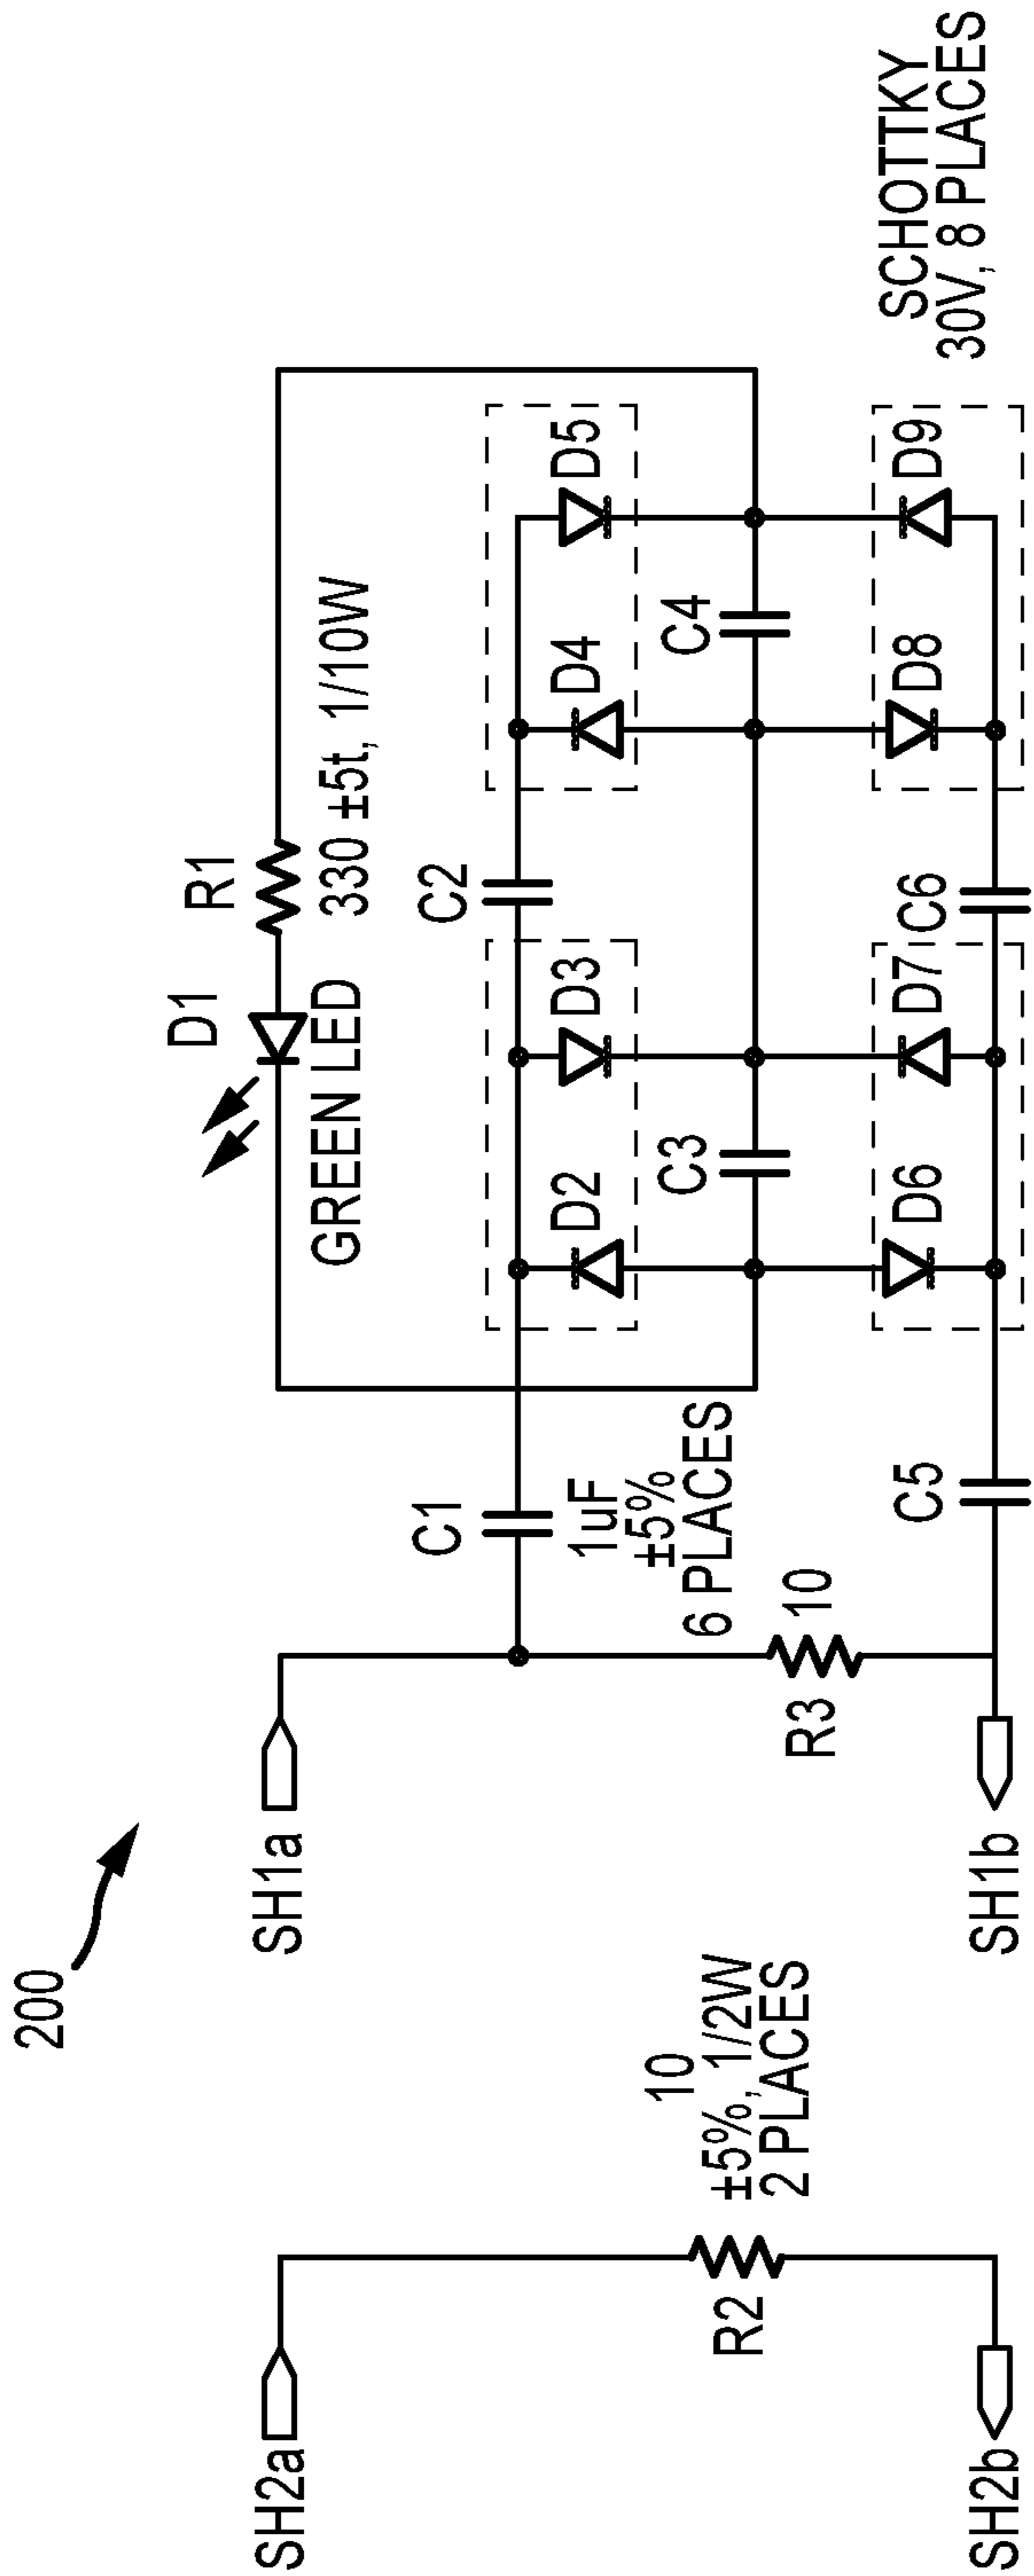 200
SH2a
SH2b
R2
10
±5%, 1/2W
2 PLACES
SH1a
SH1b
R3
10
C1
1uF
±5%
6 PLACES
C5
D1
GREEN LED
R1
330 ±5t, 1/10W
D2
D3
C2
D4
D5
C3
C4
D6
D7
C6
D8
D9
SCHOTTKY
30V, 8 PLACES